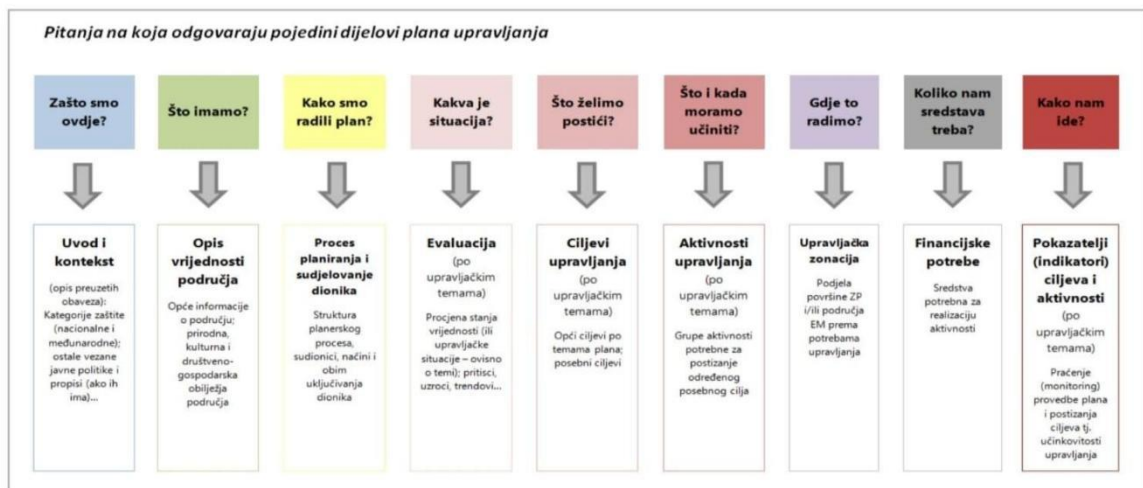 Pitanja na koja odgovaraju pojedini dijelovi plana upravljanja
Zašto smo
ovdje?
Što imamo?
Kako smo
radili plan?
Kakva je
situacija?
Što želimo
postići?
Što i kada
moramo
učiniti?
Gdje to
radimo?
Koliko nam
sredstava
treba?
Kako nam
ide?
Uvod i
kontekst
(opis preuzetih
obaveza):
Kategorije zaštite
(nacionalne i
međunarodne);
ostale vezane
javne politike i
propisi (ako ih
ima)...
Opis
vrijednosti
područja
Opće informacije
o području;
prirodna,
kulturna i
društveno-
gospodarska
obilježja
područja
Proces
planiranja i
sudjelovanje
dionika
Struktura
planerskog
procesa,
sudionici, načini i
obim
uključivanja
dionika
Evaluacija
(po
upravljačkim
temama)
Procjena stanja
vrijednosti (ili
upravljačke
situacije – ovisno
o temi); pritisci,
uzroci, trendovi...
Ciljevi
upravljanja
(po
upravljačkim
temama)
Opći ciljevi po
temama plana;
posebni ciljevi
Aktivnosti
upravljanja
(po
upravljačkim
temama)
Grupe aktivnosti
potrebne za
postizanje
određenog
posebnog cilja
Upravljačka
zonacija
Podjela
površine ZP
i/ili područja
EM prema
potrebama
upravljanja
Financijske
potrebe
Sredstva
potrebna za
realizaciju
aktivnosti
Pokazatelji
(indikatori)
ciljeva i
aktivnosti
(po
upravljačkim
temama)
Praćenje
(monitoring)
provedbe plana
i postizanja
ciljeva tj.
učinkovitosti
upravljanja